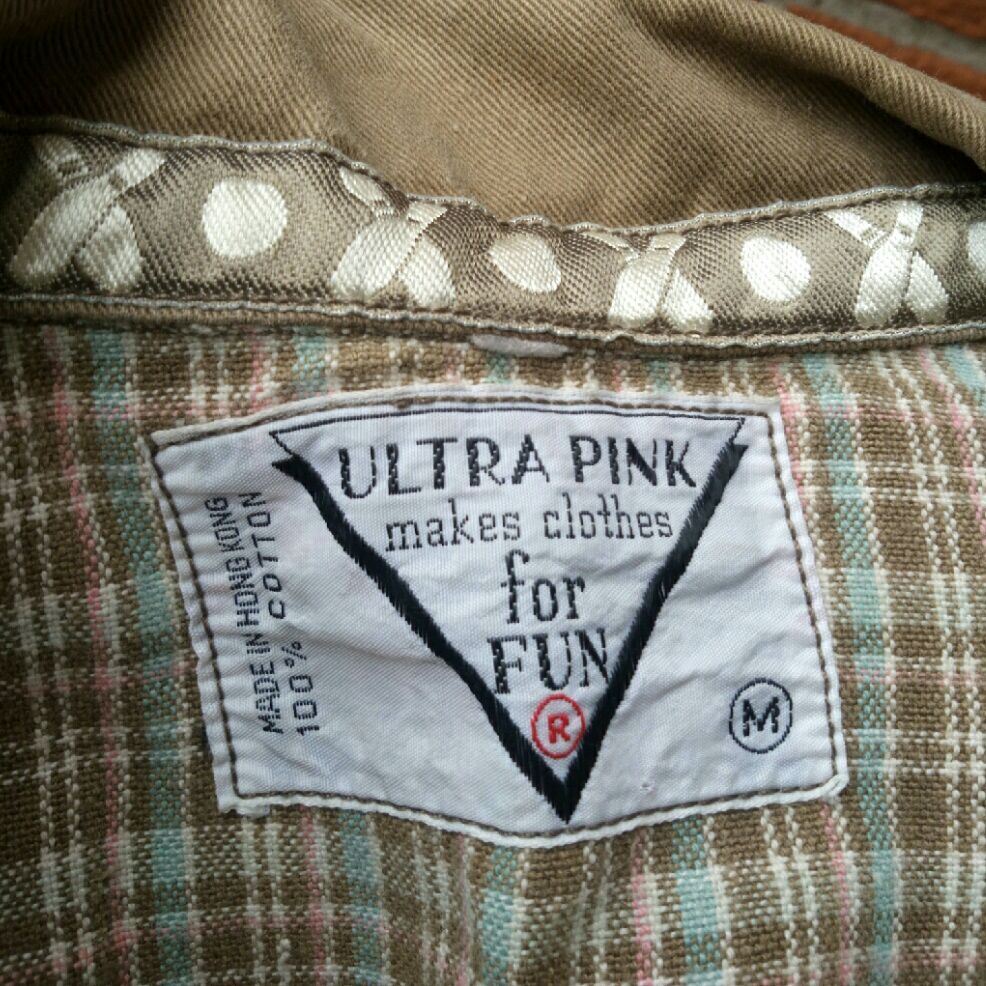 ULTRA PINK
makes clothes
for
FUN
®
MADE IN HONG KONG
100% COTTON
M